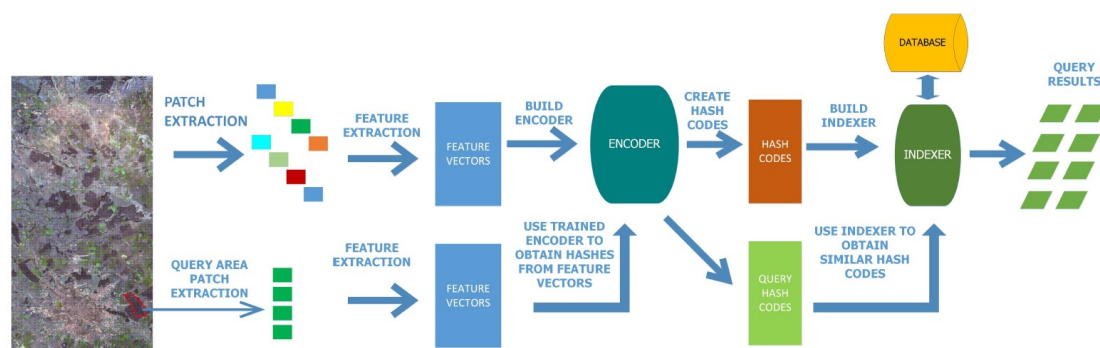 PATCH
EXTRACTION
FEATURE
EXTRACTION
FEATURE
VECTORS
BUILD
ENCODER
ENCODER
CREATE
HASH
CODES
HASH
CODES
BUILD
INDEXER
DATABASE
INDEXER
QUERY
RESULTS
QUERY AREA
PATCH
EXTRACTION
FEATURE
EXTRACTION
FEATURE
VECTORS
USE TRAINED
ENCODER TO
OBTAIN HASHES
FROM FEATURE
VECTORS
QUERY
HASH
CODES
USE INDEXER TO
OBTAIN
SIMILAR HASH
CODES